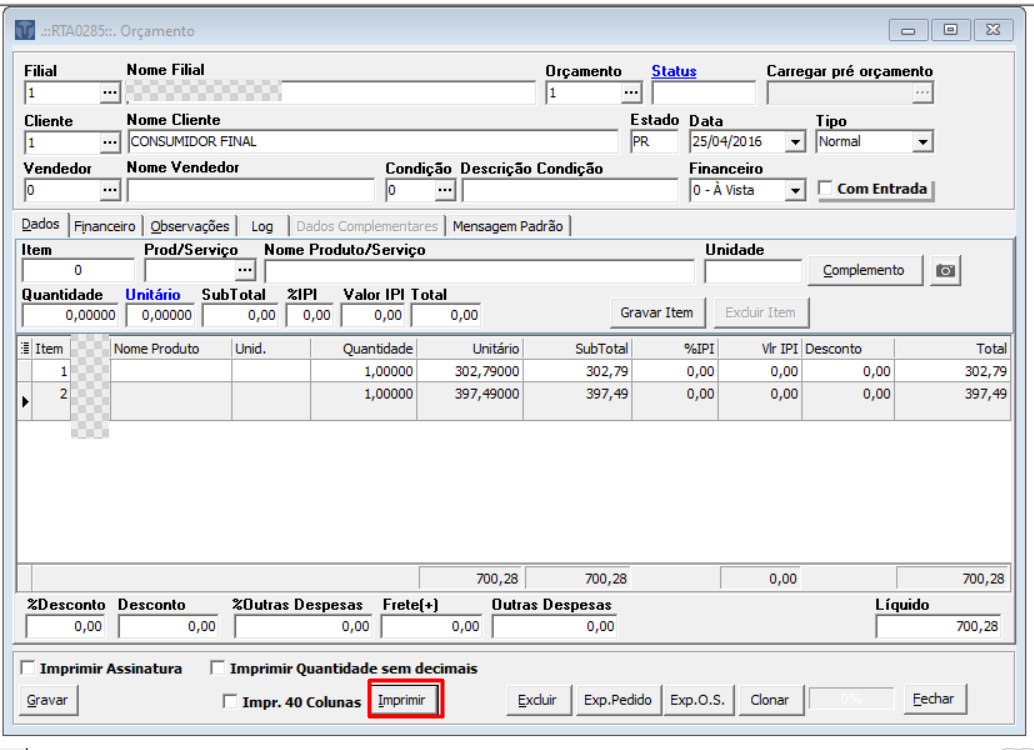 .::RTA0285::. Orçamento
Filial Nome Filial Orçamento Status Carregar pré orçamento
1 ... 1 ... ...
Cliente Nome Cliente Estado Data Tipo
1 ... CONSUMIDOR FINAL PR 25/04/2016 Normal
Vendedor Nome Vendedor Condição Descrição Condição Financeiro
0 ... 0 ... 0 - À Vista Com Entrada
Dados Financeiro Observações Log Dados Complementares Mensagem Padrão
Item Prod/Serviço Nome Produto/Serviço Unidade
0 ... Complemento
Quantidade Unitário SubTotal %IPI Valor IPI Total
0,00000 0,00000 0,00 0,00 0,00 0,00 Gravar Item Excluir Item
Item Nome Produto Unid. Quantidade Unitário SubTotal %IPI Vlr IPI Desconto Total
1 1,00000 302,79000 302,79 0,00 0,00 0,00 302,79
2 1,00000 397,49000 397,49 0,00 0,00 0,00 397,49
700,28 700,28 0,00 700,28
%Desconto Desconto %Outras Despesas Frete(+) Outras Despesas Líquido
0,00 0,00 0,00 0,00 0,00 700,28
Imprimir Assinatura Imprimir Quantidade sem decimais
Gravar Impr. 40 Colunas Imprimir Excluir Exp.Pedido Exp.O.S. Clonar 0% Fechar